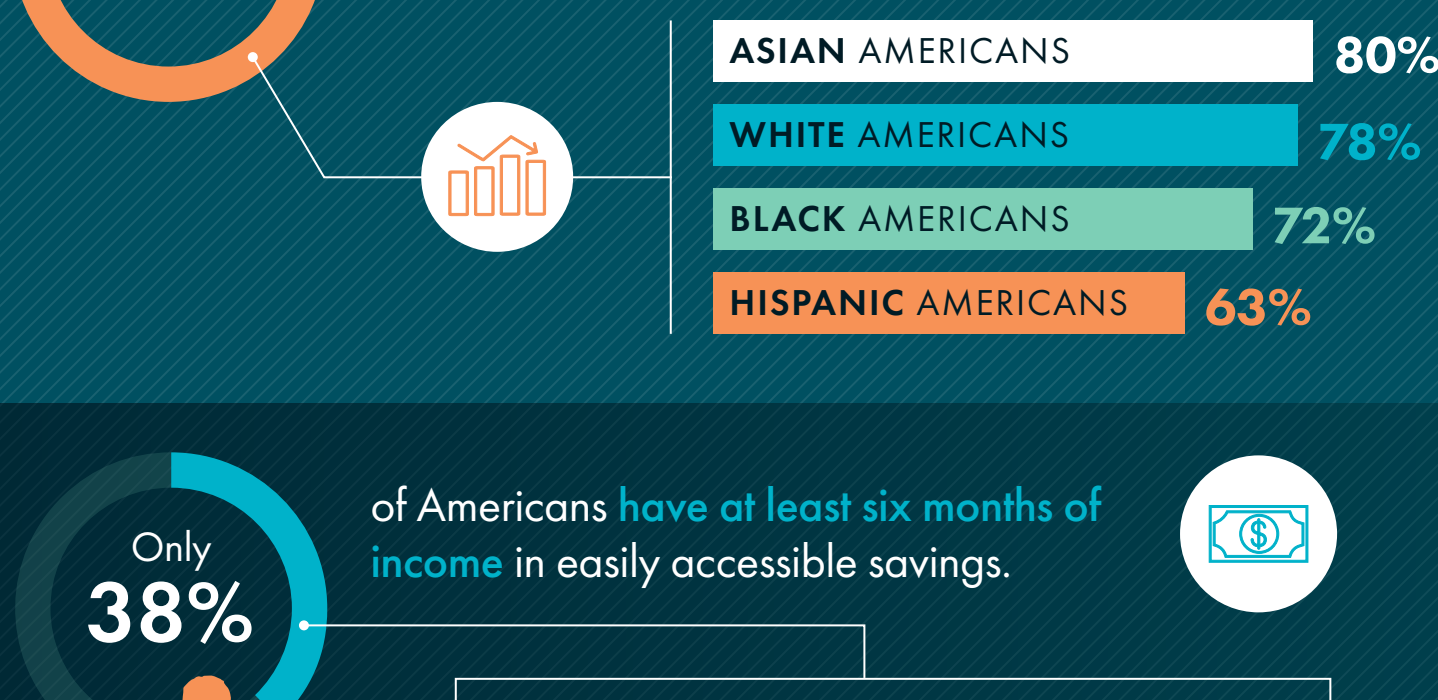 ASIAN AMERICANS 80%
WHITE AMERICANS 78%
BLACK AMERICANS 72%
HISPANIC AMERICANS 63%
Only
38%
of Americans have at least six months of
income in easily accessible savings.
$